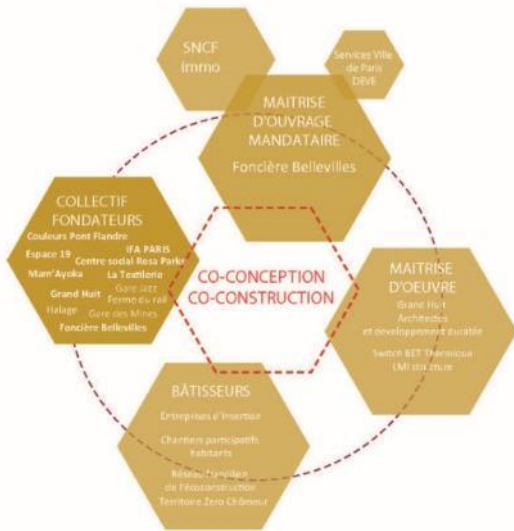 SNCF
immo
Services Ville
de Paris
DEVE
MAITRISE
D'OUVRAGE
MANDATAIRE
Foncière Bellevilles
COLLECTIF
FONDATEURS
Couleurs Pont Flandre
IFA PARIS
Espace 19
Centre social Rosa Parks
Mam'Ayoka
La Textilerie
Gare Jazz
Grand Huit
Ferme du rail
Halage
Gare des Mines
Foncière Bellevilles
CO-CONCEPTION
CO-CONSTRUCTION
MAITRISE
D'OEUVRE
Grand Huit
Architectes
et développement durable
Switch BET Thermique
LMI structure
BÂTISSEURS
Entreprises d'insertion
Chantiers participatifs
habitants
Réseau francilien
de l'écoconstruction
Territoire Zero Chômeur